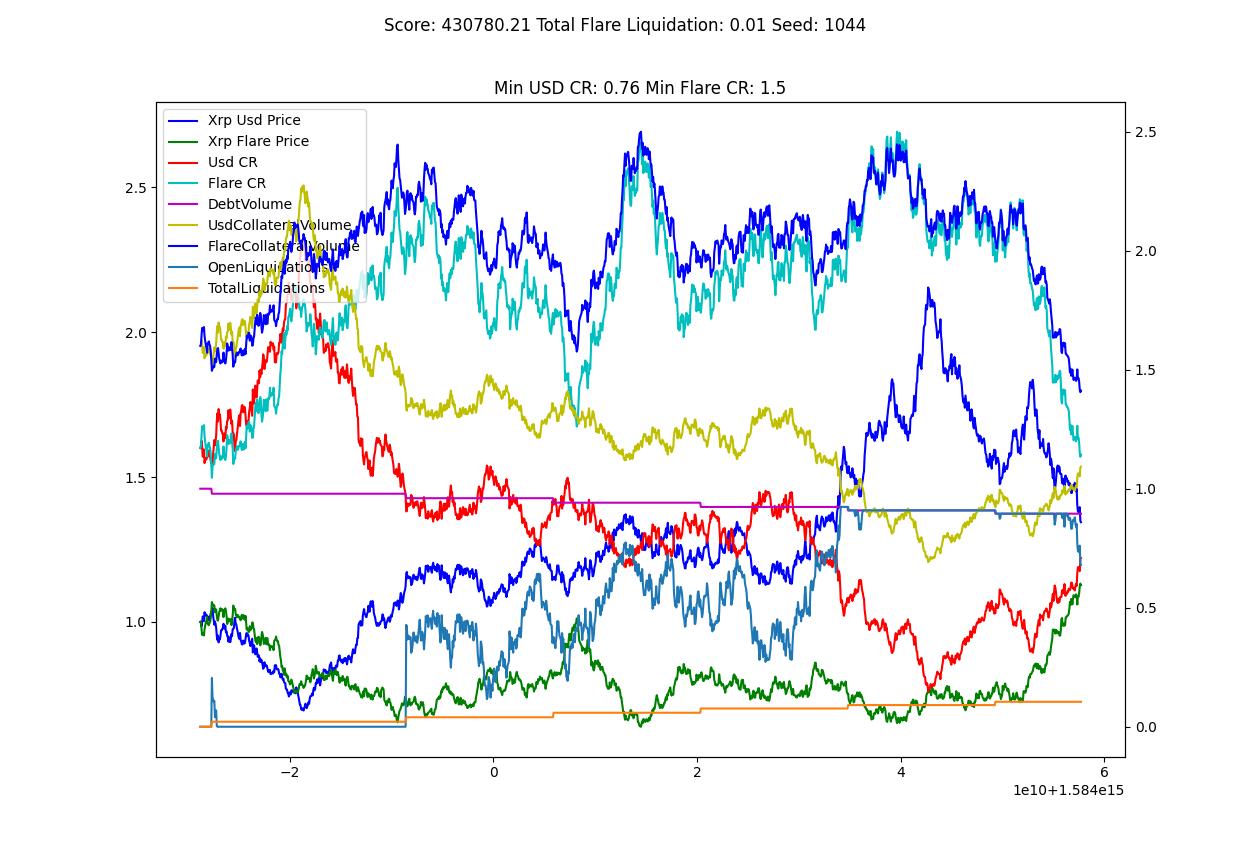 Score: 430780.21 Total Flare Liquidation: 0.01 Seed: 1044
Min USD CR: 0.76 Min Flare CR: 1.5
Xrp Usd Price
Xrp Flare Price
Usd CR
Flare CR
DebtVolume
UsdCollateralVolume
FlareCollateralVolume
OpenLiquidations
TotalLiquidations
2.5
2.0
1.5
1.0
2.5
2.0
1.5
1.0
0.5
0.0
−2
0
2
4
6
1e10+1.584e15